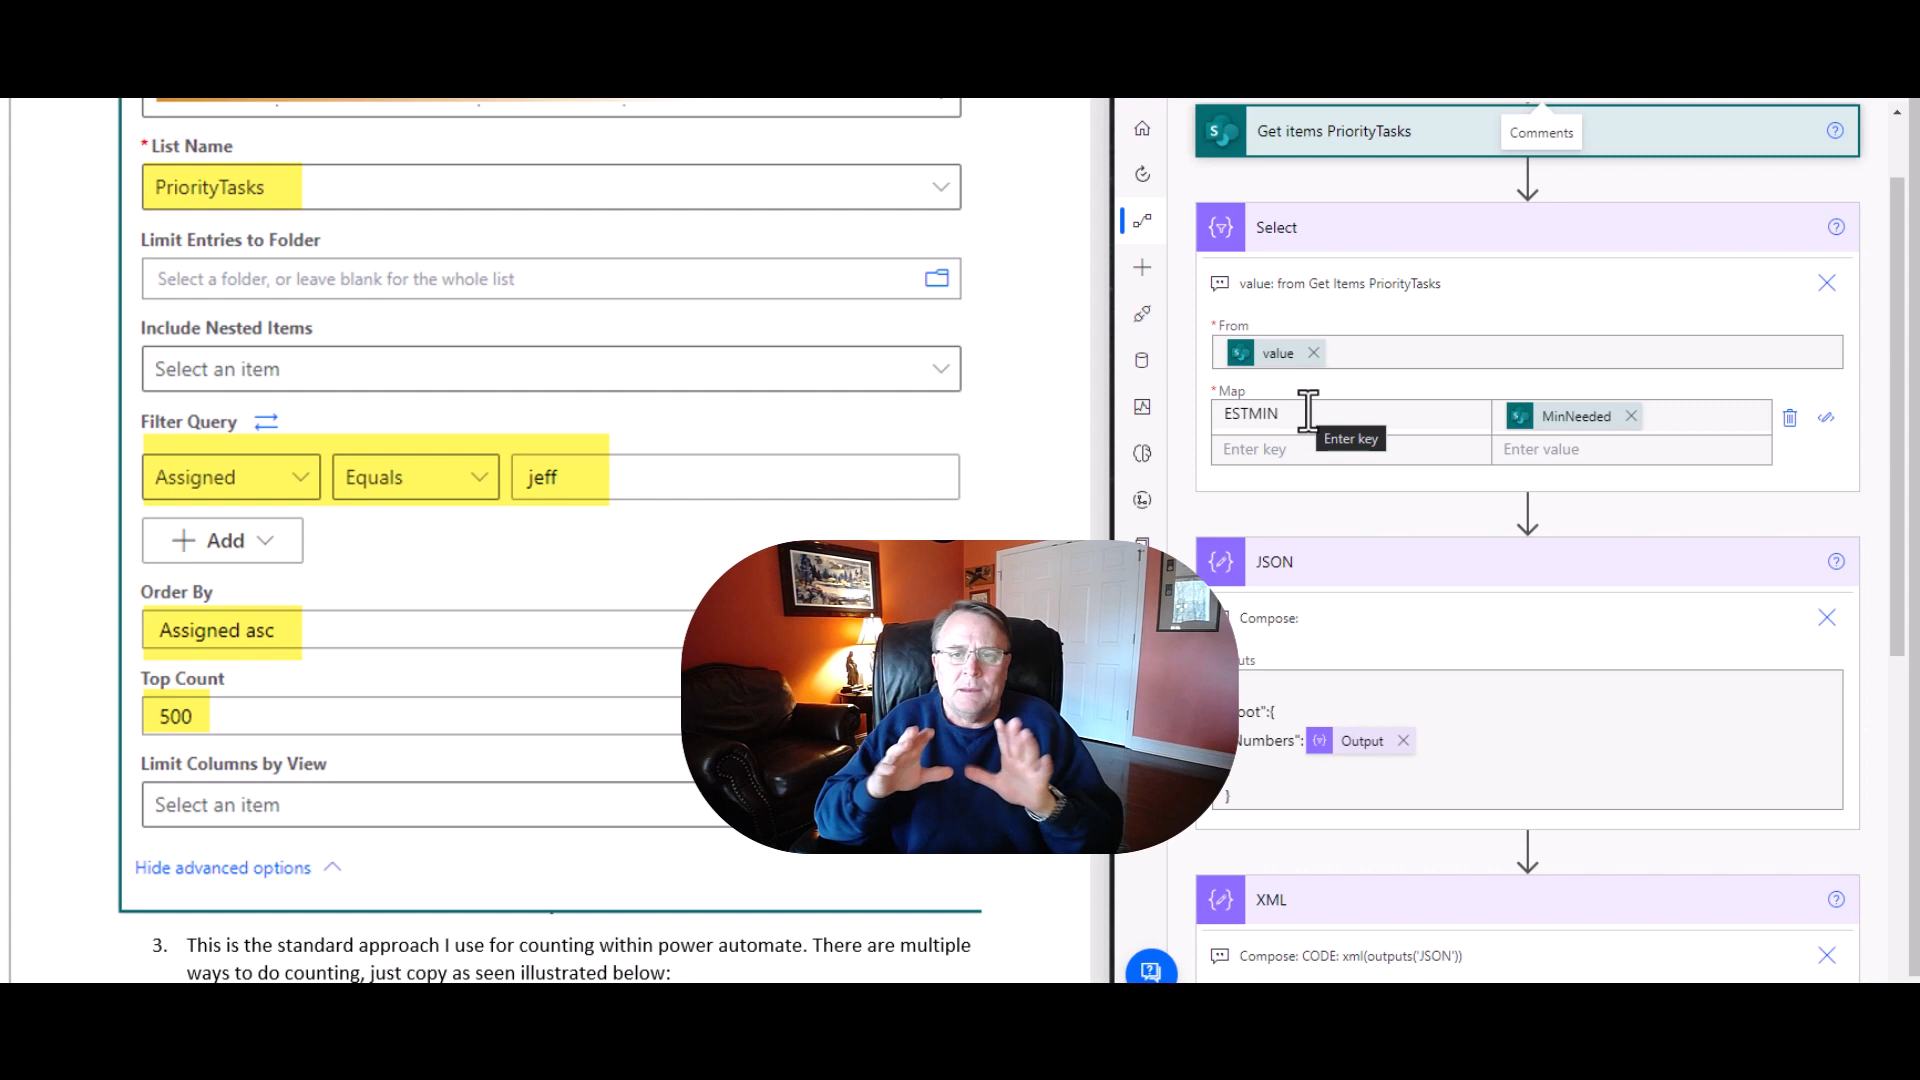 * List Name
PriorityTasks
Limit Entries to Folder
Select a folder, or leave blank for the whole list
Include Nested Items
Select an item
Filter Query
Assigned
Equals
jeff
Add
Order By
Assigned asc
Top Count
500
Limit Columns by View
Select an item
Hide advanced options
3. This is the standard approach I use for counting within power automate. There are multiple
ways to do counting, just copy as seen illustrated below:
Get items PriorityTasks
Comments
Select
value: from Get Items PriorityTasks
* From
value
* Map
ESTMIN
MinNeeded
Enter key
Enter key
Enter value
JSON
Compose:
uts
oot":{
Numbers":
Output
}
XML
Compose: CODE: xml(outputs('JSON'))